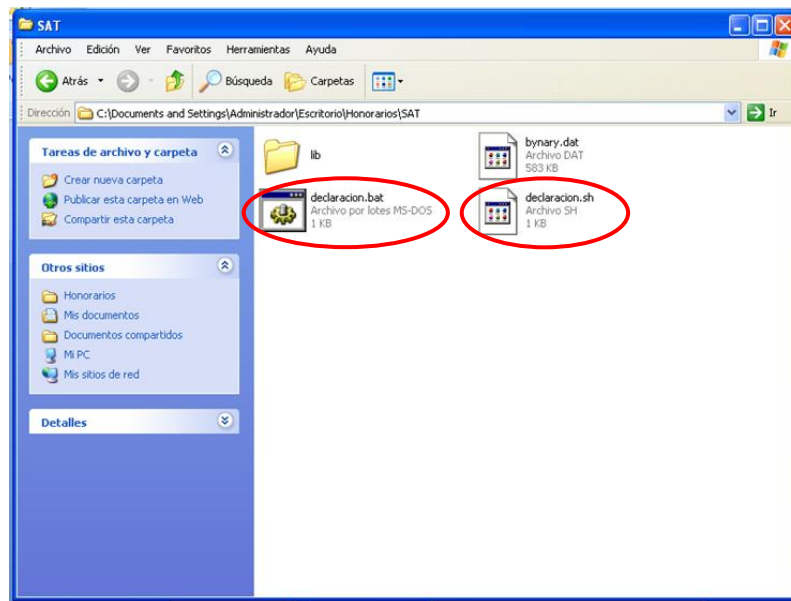 SAT
Archivo Edición Ver Favoritos Herramientas Ayuda
Atrás Búsqueda Carpetas
Dirección C:\Documents and Settings\Administrador\Escritorio\Honorarios\SAT Ir
Tareas de archivo y carpeta
Crear nueva carpeta
Publicar esta carpeta en Web
Compartir esta carpeta
Otros sitios
Honorarios
Mis documentos
Documentos compartidos
Mi PC
Mis sitios de red
Detalles
lib
bynary.dat
Archivo DAT
583 KB
declaracion.bat
Archivo por lotes MS-DOS
1 KB
declaracion.sh
Archivo SH
1 KB